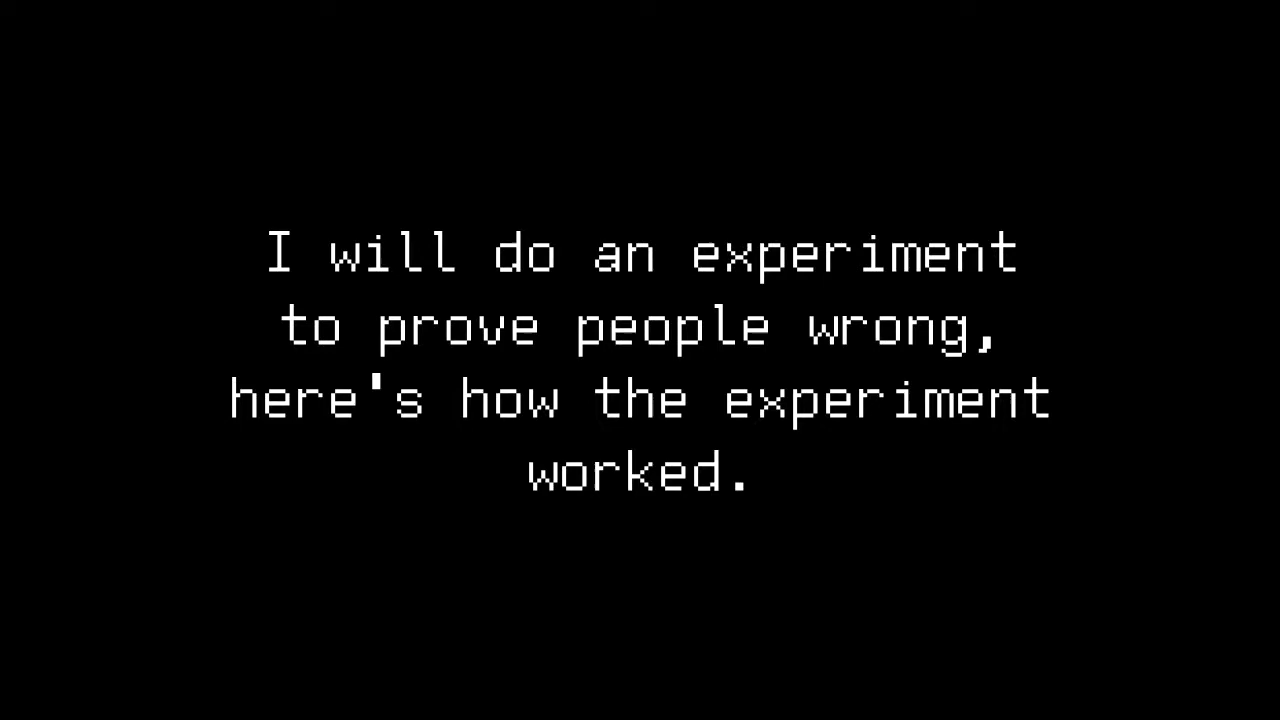 I will do an experiment
to prove people wrong,
here's how the experiment
worked.